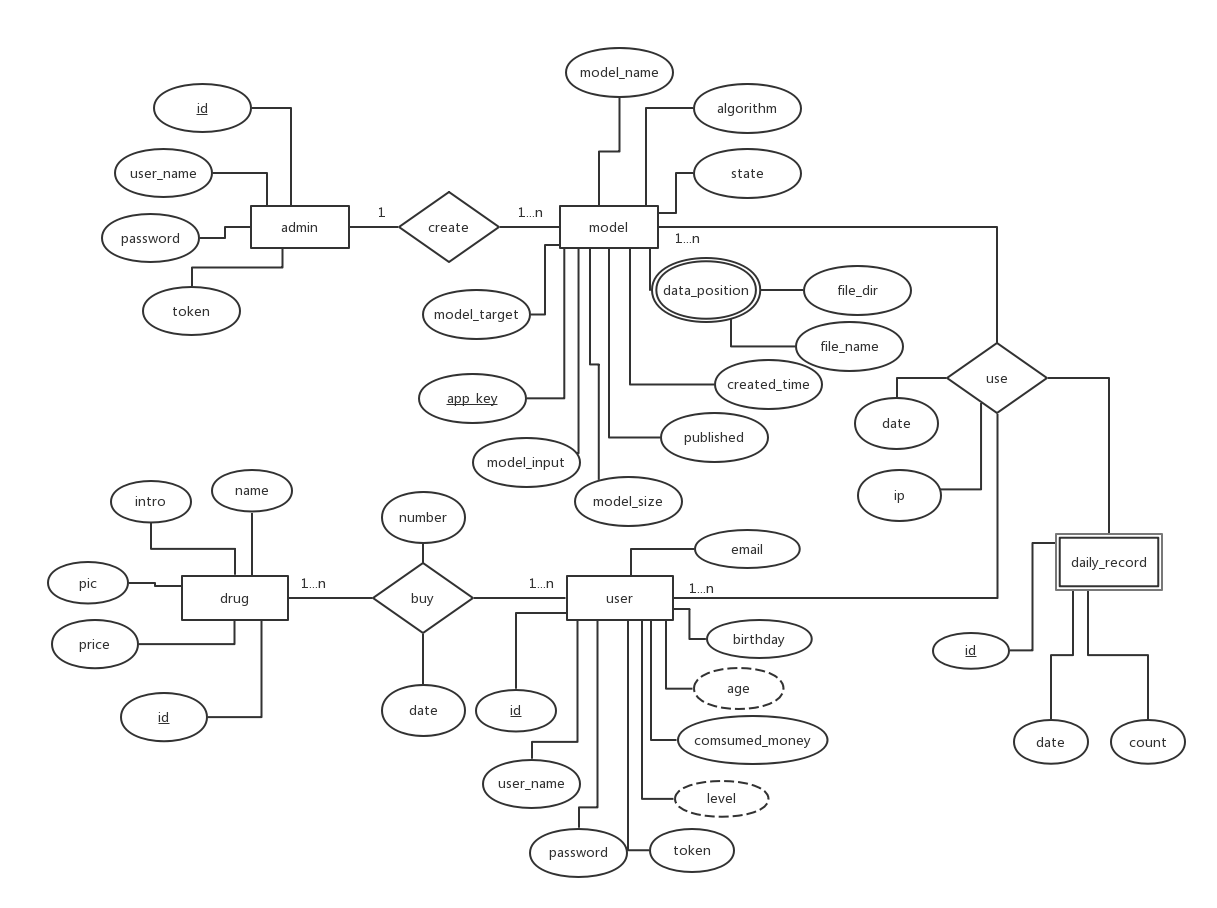 model_name
id
algorithm
user_name
state
admin
1
create
1...n
model
1...n
password
token
model_target
data_position
file_dir
file_name
created_time
use
app_key
date
published
model_input
ip
model_size
intro
name
number
email
daily_record
pic
drug
1...n
buy
1...n
user
1...n
price
birthday
id
id
date
id
age
comsumed_money
date
count
user_name
level
password
token